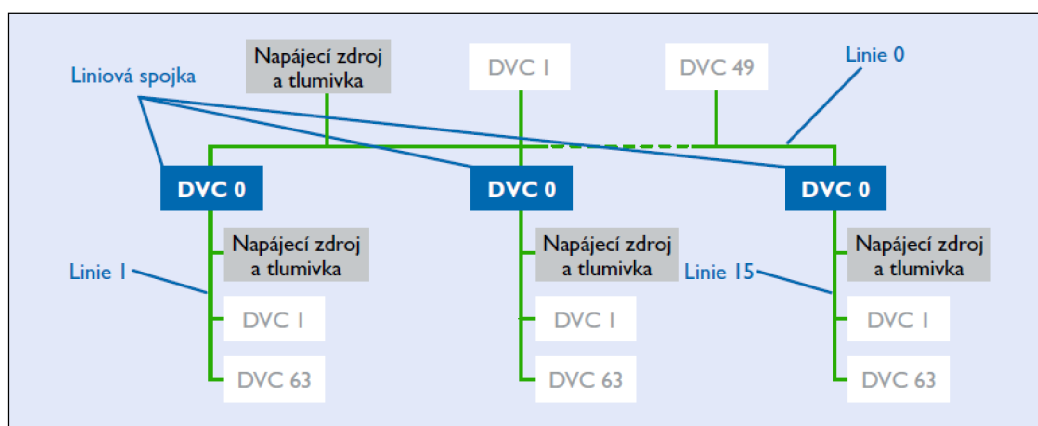 Napájecí zdroj
a tlumivka
DVC 1
DVC 49
Linie 0
Liniová spojka
DVC 0
DVC 0
DVC 0
Napájecí zdroj
a tlumivka
Napájecí zdroj
a tlumivka
Napájecí zdroj
a tlumivka
Linie 1
Linie 15
DVC 1
DVC 1
DVC 1
DVC 63
DVC 63
DVC 63